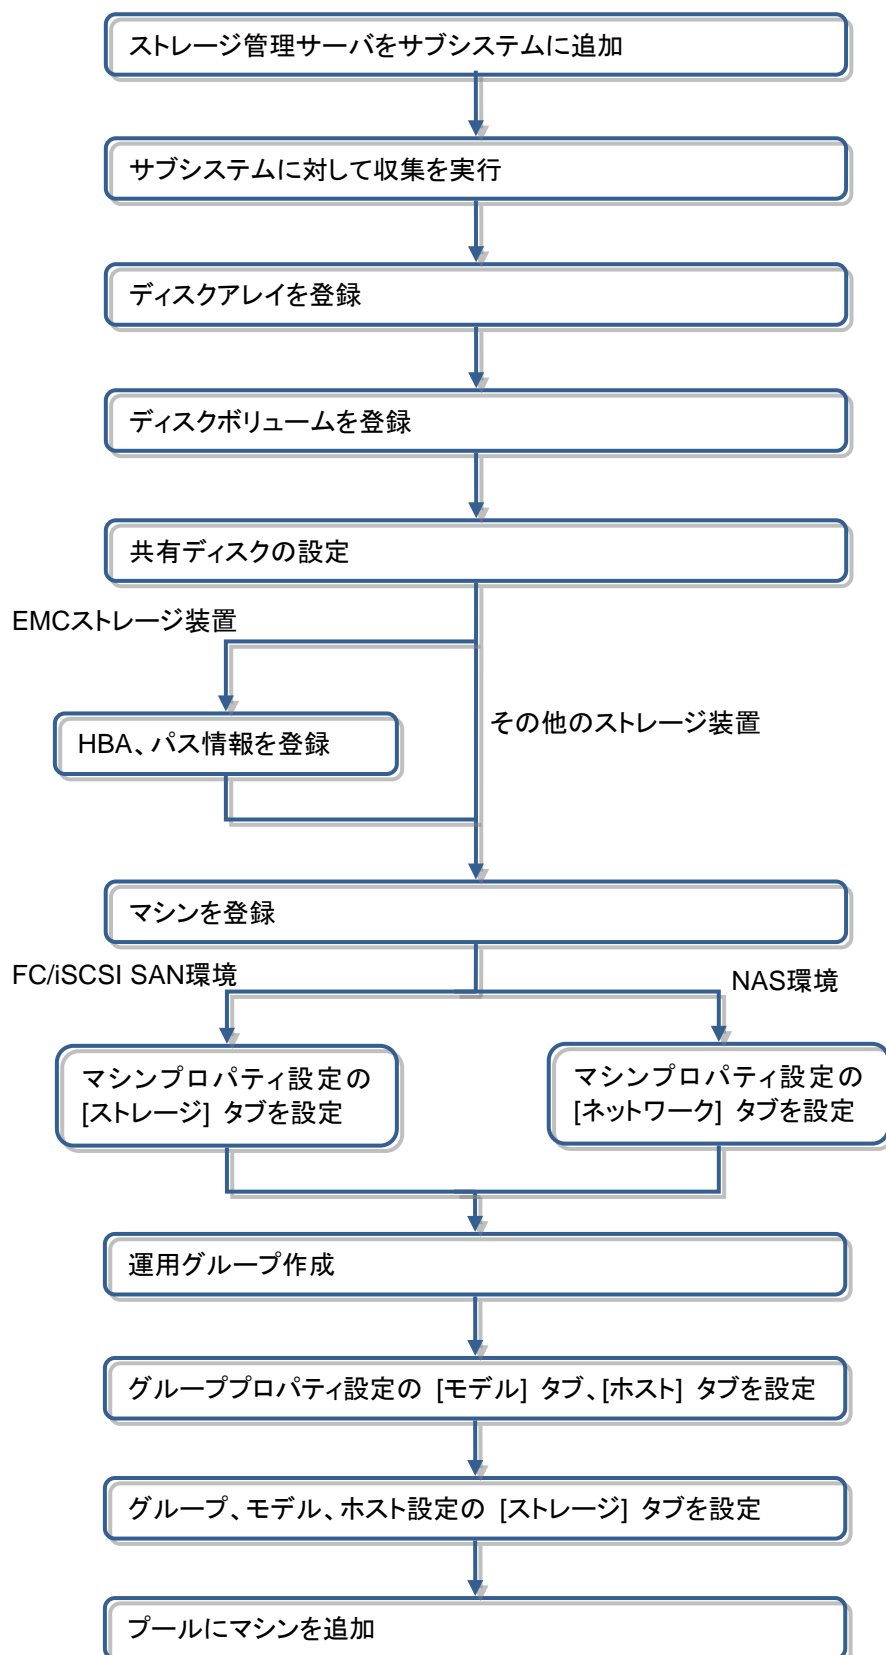 ストレージ管理サーバをサブシステムに追加
サブシステムに対して収集を実行
ディスクアレイを登録
ディスクボリュームを登録
共有ディスクの設定
EMCストレージ装置
その他のストレージ装置
HBA、パス情報を登録
マシンを登録
FC/iSCSI SAN環境
NAS環境
マシンプロパティ設定の
[ストレージ] タブを設定
マシンプロパティ設定の
[ネットワーク] タブを設定
運用グループ作成
グループプロパティ設定の [モデル] タブ、[ホスト] タブを設定
グループ、モデル、ホスト設定の [ストレージ] タブを設定
プールにマシンを追加